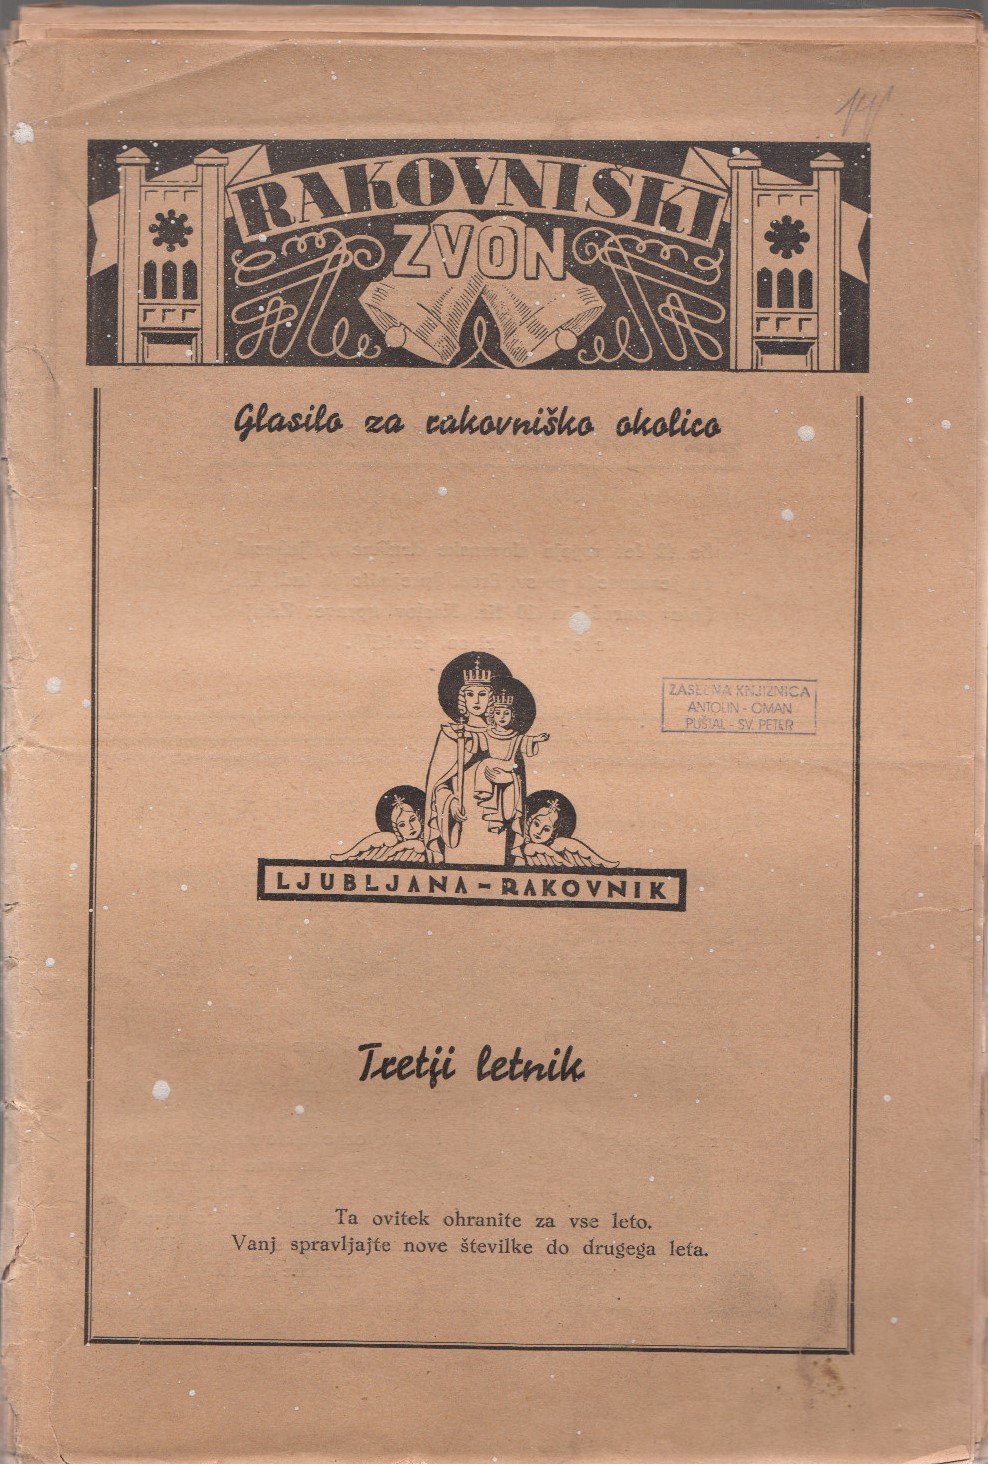 RAKOVNIŠKI
ZVON
Glasilo za rakovniško okolico
ZASEBNA KNJIŽNICA
ANTOLIN - OMAN
PUŠTAL - SV. PETER
LJUBLJANA - RAKOVNIK
Tretji letnik
Ta ovitek ohranite za vse leto.
Vanj spravljajte nove številke do drugega leta.